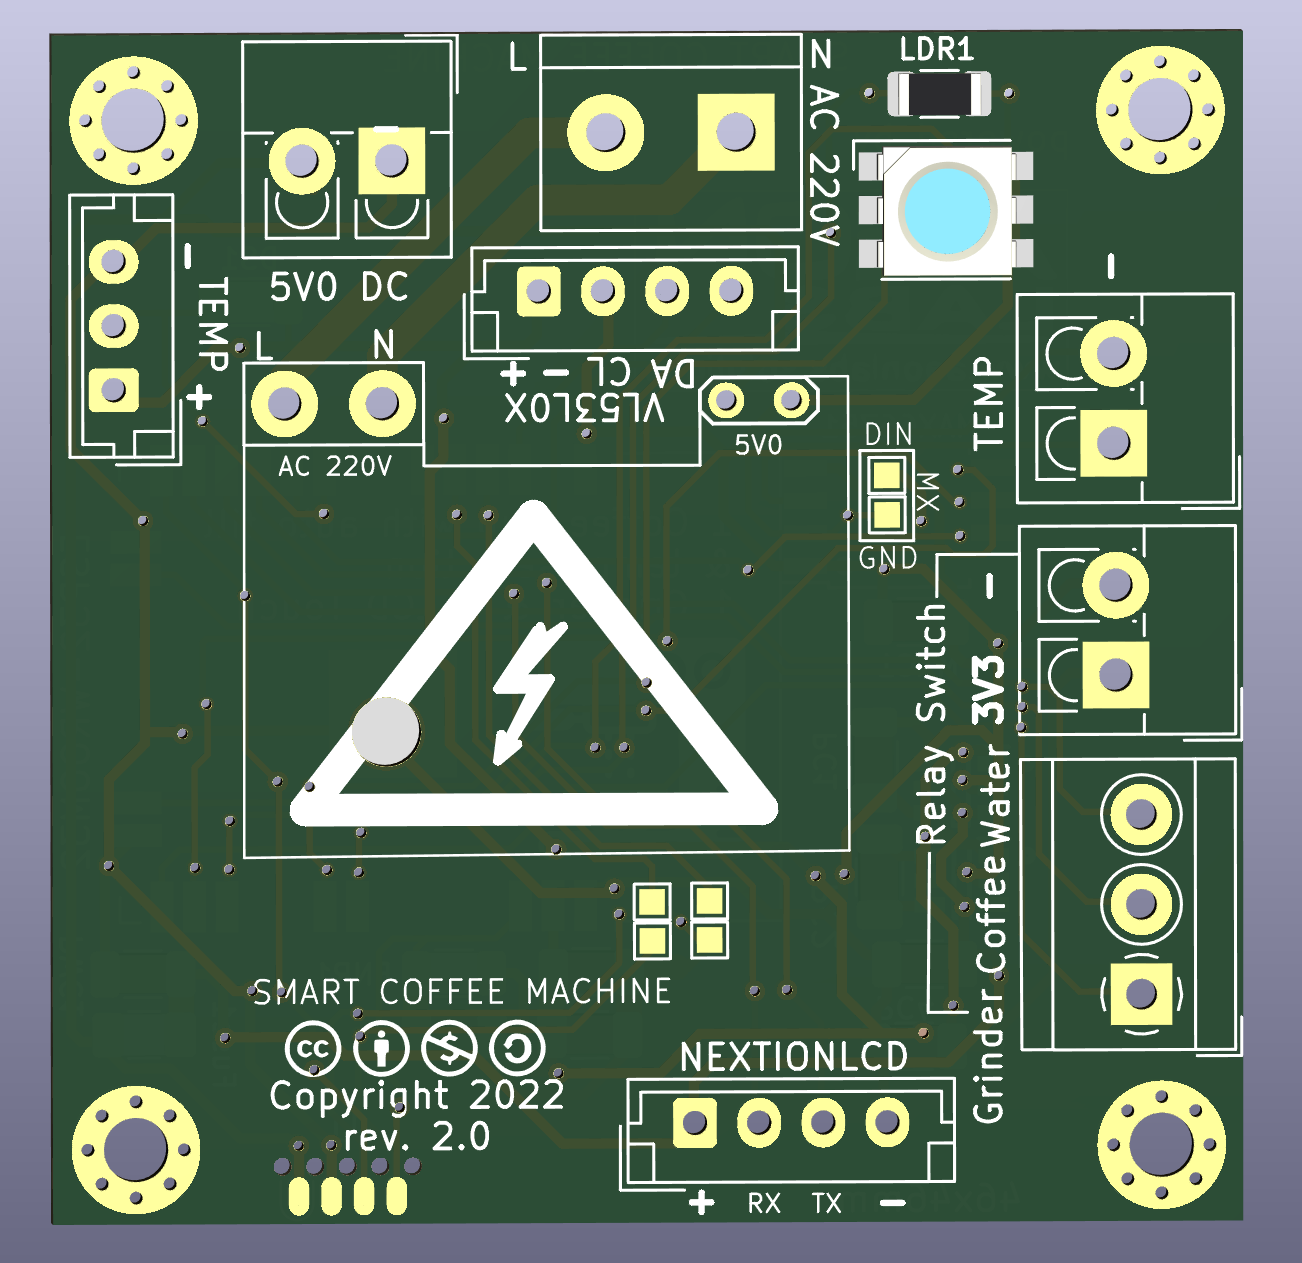 L
N
LDR1
AC 220V
5V0 DC
-
TEMP
+
L
N
AC 220V
+ - CL DA
VL53L0X
5V0
DIN
MX
GND
-
TEMP
-
3V3
Relay Switch
Grinder Coffee Water
SMART COFFEE MACHINE
cc
Copyright 2022
rev. 2.0
NEXTIONLCD
+ RX TX -